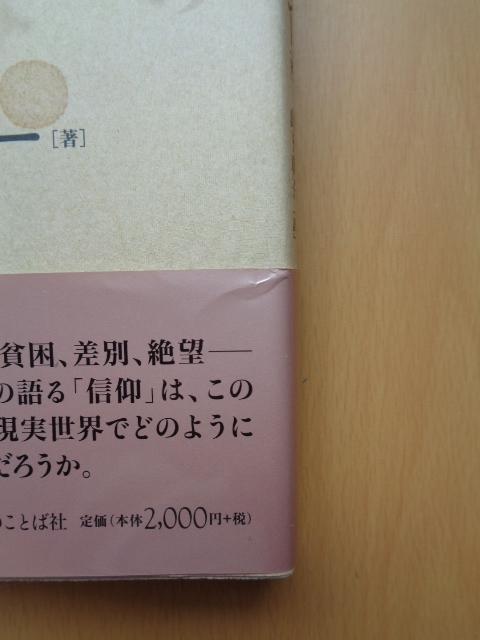 ー［著］
貧困、差別、絶望──
の語る「信仰」は、この
現実世界でどのように
だろうか。
のことば社 定価（本体2,000円+税）